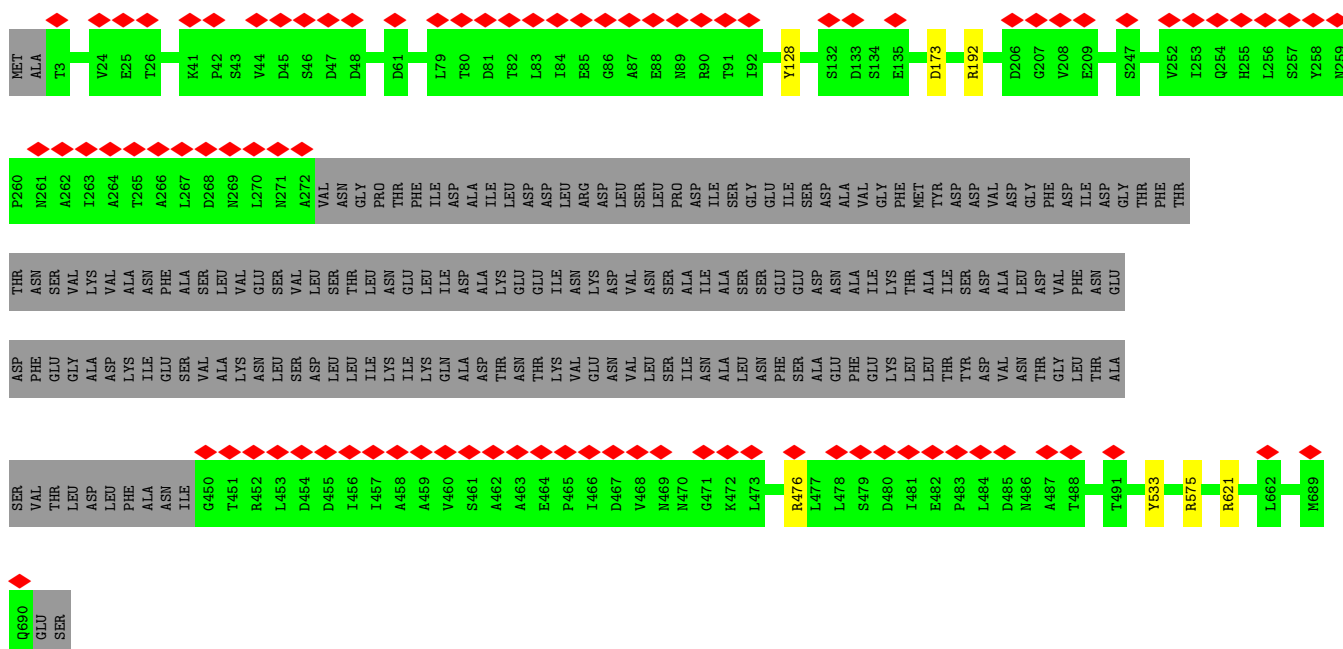 MET ALA T3 V24 E25 T26 K41 P42 S43 V44 D45 S46 D47 D48 D61 L79 T80 D81 T82 L83 I84 E85 G86 A87 E88 N89 R90 T91 I92 Y128 S132 D133 S134 E135 D173 R192 D206 G207 V208 E209 S247 V252 I253 Q254 H255 L256 S257 Y258 N259
P260 N261 A262 I263 A264 T265 A266 L267 D268 N269 L270 N271 A272 VAL ASN GLY PRO THR PHE ILE ASP ALA ILE LEU ASP ASP LEU ARG ASP LEU SER LEU PRO ASP ILE SER GLY GLU ILE SER ASP ALA VAL GLY PHE MET TYR ASP ASP VAL ASP GLY PHE ASP ILE ASP GLY THR PHE THR
THR ASN SER VAL LYS VAL ALA ASN PHE ALA SER LEU VAL GLU SER VAL LEU SER THR LEU ASN GLU LEU ILE ASP ALA LYS GLU GLU ILE ASN LYS ASP VAL ASN SER ALA ILE ALA SER SER GLU GLU ASP ASN ALA ILE LYS THR ALA ILE SER ASP ALA LEU ASP VAL PHE ASN GLU
ASP PHE GLU GLY ALA ASP LYS ILE GLU SER VAL ALA LYS ASN LEU SER ASP LEU LEU ILE LYS ILE LYS GLN ALA ASP THR ASN THR LYS VAL GLU ASN VAL LEU SER ILE ASN ALA LEU ASN PHE SER ALA GLU PHE GLU LYS LEU LEU THR TYR ASP VAL ASN THR GLY LEU THR ALA
SER VAL THR LEU ASP LEU PHE ALA ASN ILE G450 T451 R452 L453 D454 D455 I456 I457 A458 A459 V460 S461 A462 A463 E464 P465 I466 D467 V468 N469 N470 G471 K472 L473 R476 L477 L478 S479 D480 I481 E482 P483 L484 D485 N486 A487 T488 T491 Y533 R575 R621 L662 M689
Q690 GLU SER